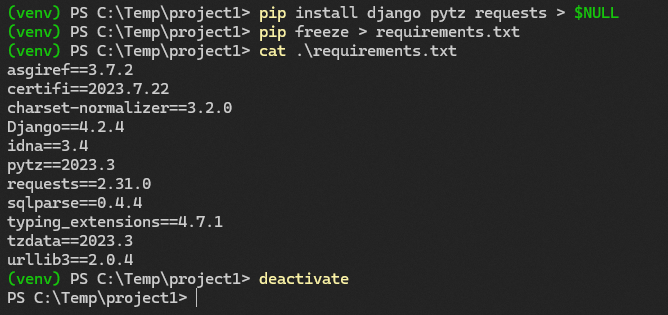 (venv) PS C:\Temp\project1> pip install django pytz requests > $NULL
(venv) PS C:\Temp\project1> pip freeze > requirements.txt
(venv) PS C:\Temp\project1> cat .\requirements.txt
asgiref==3.7.2
certifi==2023.7.22
charset-normalizer==3.2.0
Django==4.2.4
idna==3.4
pytz==2023.3
requests==2.31.0
sqlparse==0.4.4
typing_extensions==4.7.1
tzdata==2023.3
urllib3==2.0.4
(venv) PS C:\Temp\project1> deactivate
PS C:\Temp\project1>